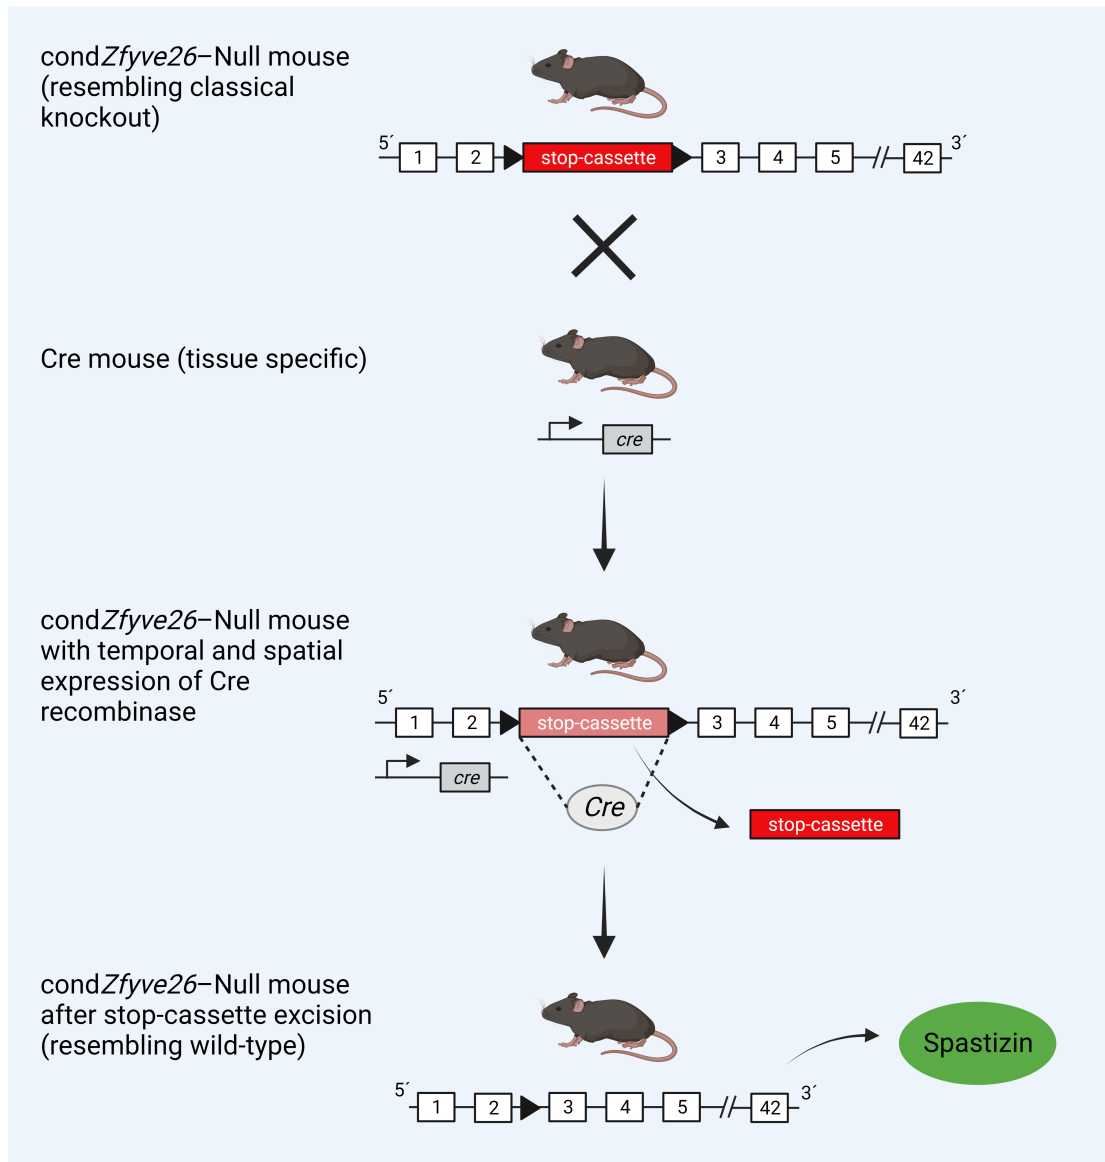 condZfyve26–Null mouse
(resembling classical
knockout)
5´ 1 2 stop-cassette 3 4 5 // 42 3´
Cre mouse (tissue specific)
cre
condZfyve26–Null mouse
with temporal and spatial
expression of Cre
recombinase
5´ 1 2 stop-cassette 3 4 5 // 42 3´
cre
Cre
stop-cassette
condZfyve26–Null mouse
after stop-cassette excision
(resembling wild-type)
Spastizin
5´ 1 2 3 4 5 // 42 3´